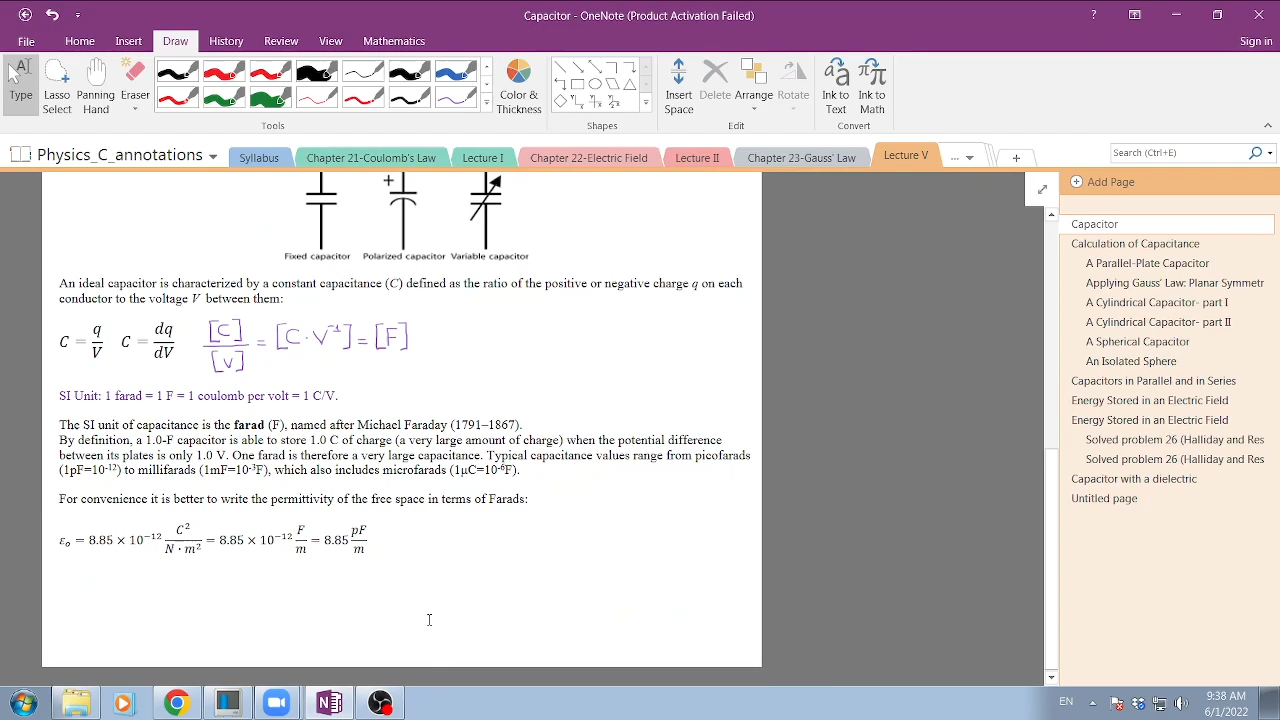 Capacitor - OneNote (Product Activation Failed)
?
File Home Insert Draw History Review View Mathematics Sign in
Type Lasso Select Panning Hand Eraser Color & Thickness Insert Space Delete Arrange Rotate Ink to Text Ink to Math
Tools Shapes Edit Convert
Physics_C_annotations Syllabus Chapter 21-Coulomb's Law Lecture I Chapter 22-Electric Field Lecture II Chapter 23-Gauss' Law Lecture V ... + Search (Ctrl+E)
Add Page
Capacitor
Calculation of Capacitance
A Parallel-Plate Capacitor
Applying Gauss' Law: Planar Symmetr
A Cylindrical Capacitor- part I
A Cylindrical Capacitor- part II
A Spherical Capacitor
An Isolated Sphere
Capacitors in Parallel and in Series
Energy Stored in an Electric Field
Energy Stored in an Electric Field
Solved problem 26 (Halliday and Res
Solved problem 26 (Halliday and Res
Capacitor with a dielectric
Untitled page
+
Fixed capacitor Polarized capacitor Variable capacitor
An ideal capacitor is characterized by a constant capacitance (C) defined as the ratio of the positive or negative charge q on each
conductor to the voltage V between them:
C = q/V C = dq/dV [C]/[V] = [C · V⁻¹] = [F]
SI Unit: 1 farad = 1 F = 1 coulomb per volt = 1 C/V.
The SI unit of capacitance is the farad (F), named after Michael Faraday (1791–1867).
By definition, a 1.0-F capacitor is able to store 1.0 C of charge (a very large amount of charge) when the potential difference
between its plates is only 1.0 V. One farad is therefore a very large capacitance. Typical capacitance values range from picofarads
(1pF=10⁻¹²) to millifarads (1mF=10⁻³F), which also includes microfarads (1µC=10⁻⁶F).
For convenience it is better to write the permittivity of the free space in terms of Farads:
εₒ = 8.85 × 10⁻¹² C²/N · m² = 8.85 × 10⁻¹² F/m = 8.85 pF/m
EN 9:38 AM
6/1/2022